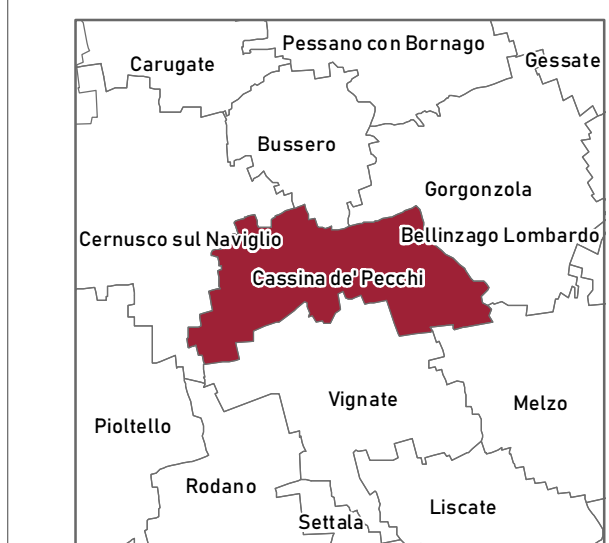 Pessano con Bornago
Carugate
Gessate
Bussero
Gorgonzola
Cernusco sul Naviglio
Bellinzago Lombardo
Cassina de' Pecchi
Vignate
Melzo
Pioltello
Rodano
Liscate
Settala